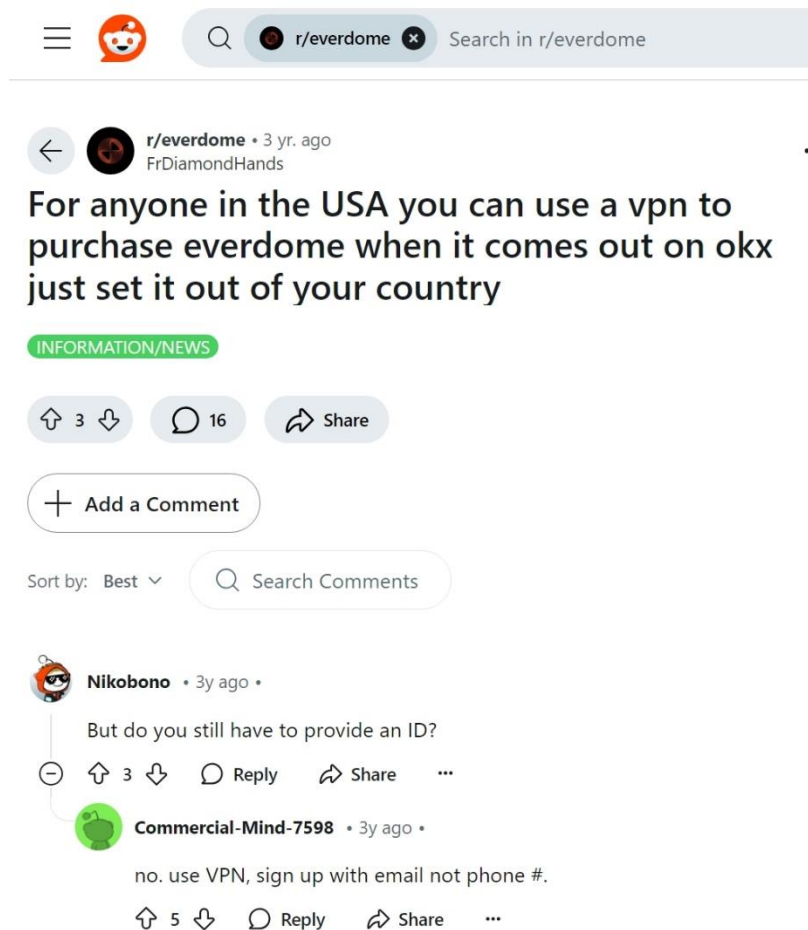 r/everdome Search in r/everdome
r/everdome • 3 yr. ago
FrDiamondHands
For anyone in the USA you can use a vpn to
purchase everdome when it comes out on okx
just set it out of your country
INFORMATION/NEWS
3 16 Share
Add a Comment
Sort by: Best Search Comments
Nikobono • 3y ago •
But do you still have to provide an ID?
3 Reply Share ...
Commercial-Mind-7598 • 3y ago •
no. use VPN, sign up with email not phone #.
5 Reply Share ...